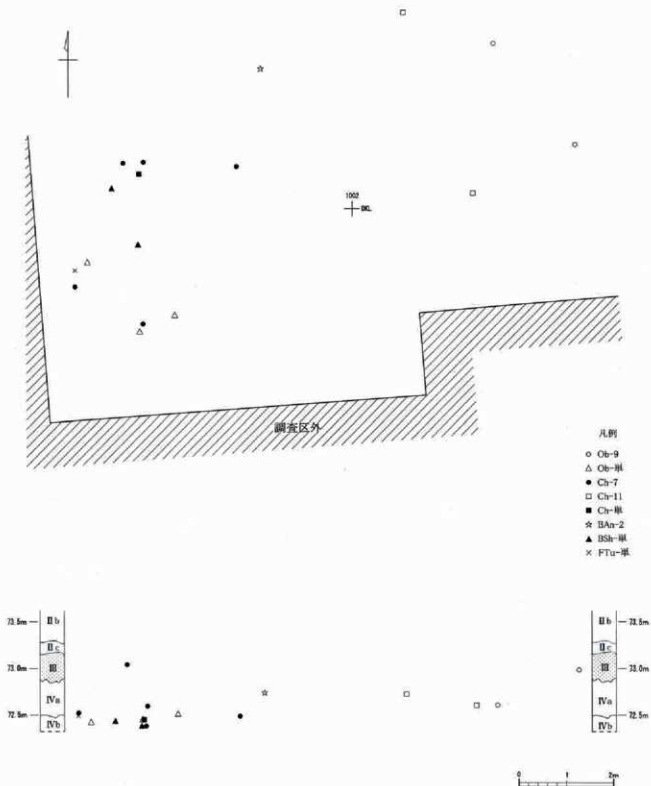 1002
BKL
調査区外
凡例
Ob-9
Ob-単
Ch-7
Ch-11
Ch-単
BAn-2
BSh-単
FTu-単
73.5m
Ⅱb
Ⅱc
73.0m
Ⅲ
Ⅳa
72.5m
Ⅳb
Ⅱb
73.5m
Ⅱc
Ⅲ
73.0m
Ⅳa
72.5m
Ⅳb
0 1 2m